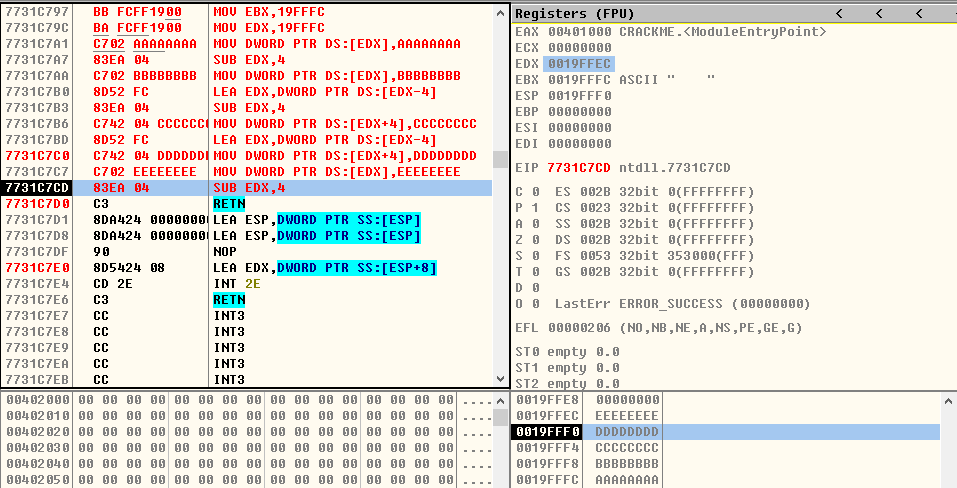 7731C797 BB FCFF1900 MOV EBX,19FFFC
7731C79C BA FCFF1900 MOV EDX,19FFFC
7731C7A1 C702 AAAAAAAA MOV DWORD PTR DS:[EDX],AAAAAAAA
7731C7A7 83EA 04 SUB EDX,4
7731C7AA C702 BBBBBBBB MOV DWORD PTR DS:[EDX],BBBBBBBB
7731C7B0 8D52 FC LEA EDX,DWORD PTR DS:[EDX-4]
7731C7B3 83EA 04 SUB EDX,4
7731C7B6 C742 04 CCCCCCC MOV DWORD PTR DS:[EDX+4],CCCCCCCC
7731C7BD 8D52 FC LEA EDX,DWORD PTR DS:[EDX-4]
7731C7C0 C742 04 DDDDDDD MOV DWORD PTR DS:[EDX+4],DDDDDDDD
7731C7C7 C702 EEEEEEEE MOV DWORD PTR DS:[EDX],EEEEEEEE
7731C7CD 83EA 04 SUB EDX,4
7731C7D0 C3 RETN
7731C7D1 8DA424 0000000 LEA ESP,DWORD PTR SS:[ESP]
7731C7D8 8DA424 0000000 LEA ESP,DWORD PTR SS:[ESP]
7731C7DF 90 NOP
7731C7E0 8D5424 08 LEA EDX,DWORD PTR SS:[ESP+8]
7731C7E4 CD 2E INT 2E
7731C7E6 C3 RETN
7731C7E7 CC INT3
7731C7E8 CC INT3
7731C7E9 CC INT3
7731C7EA CC INT3
7731C7EB CC INT3
Registers (FPU) < < <
EAX 00401000 CRACKME.<ModuleEntryPoint>
ECX 00000000
EDX 0019FFEC
EBX 0019FFFC ASCII "    "
ESP 0019FFF0
EBP 00000000
ESI 00000000
EDI 00000000
EIP 7731C7CD ntdll.7731C7CD
C 0 ES 002B 32bit 0(FFFFFFFF)
P 1 CS 0023 32bit 0(FFFFFFFF)
A 0 SS 002B 32bit 0(FFFFFFFF)
Z 0 DS 002B 32bit 0(FFFFFFFF)
S 0 FS 0053 32bit 353000(FFF)
T 0 GS 002B 32bit 0(FFFFFFFF)
D 0
O 0 LastErr ERROR_SUCCESS (00000000)
EFL 00000206 (NO,NB,NE,A,NS,PE,GE,G)
ST0 empty 0.0
ST1 empty 0.0
ST2 empty 0.0
00402000 00 00 00 00 00 00 00 00 00 00 00 00 00 00 00 00 ....
00402010 00 00 00 00 00 00 00 00 00 00 00 00 00 00 00 00 ....
00402020 00 00 00 00 00 00 00 00 00 00 00 00 00 00 00 00 ....
00402030 00 00 00 00 00 00 00 00 00 00 00 00 00 00 00 00 ....
00402040 00 00 00 00 00 00 00 00 00 00 00 00 00 00 00 00 ....
00402050 00 00 00 00 00 00 00 00 00 00 00 00 00 00 00 00 ....
0019FFE8 00000000
0019FFEC EEEEEEEE
0019FFF0 DDDDDDDD
0019FFF4 CCCCCCCC
0019FFF8 BBBBBBBB
0019FFFC AAAAAAAA